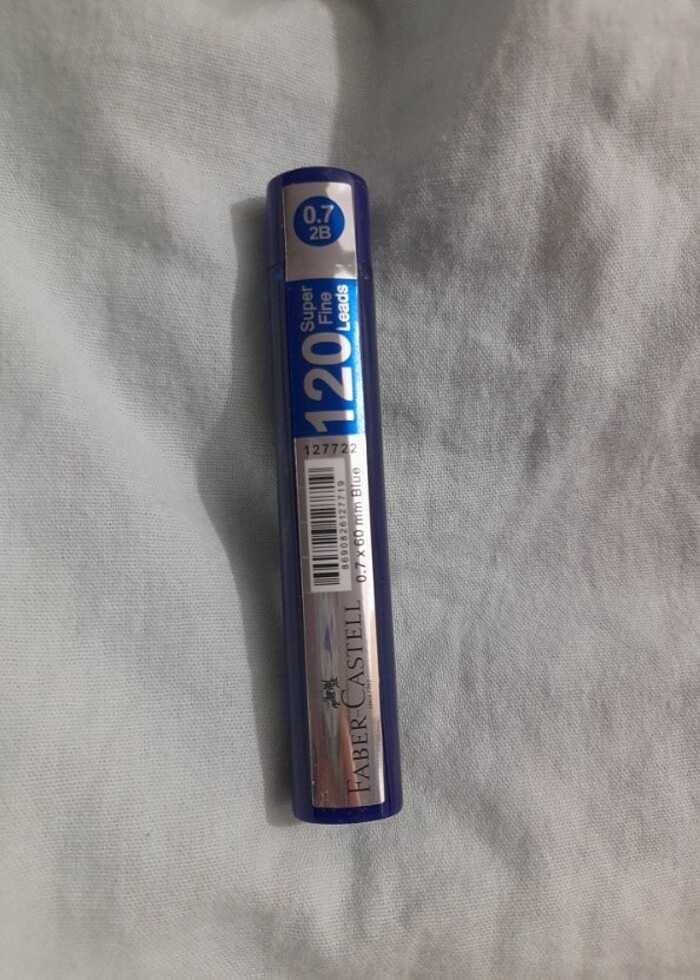 0.7
2B
120
Super
Fine
Leads
127722
8690826127719
0.7 x 60 mm Blue
FABER-CASTELL